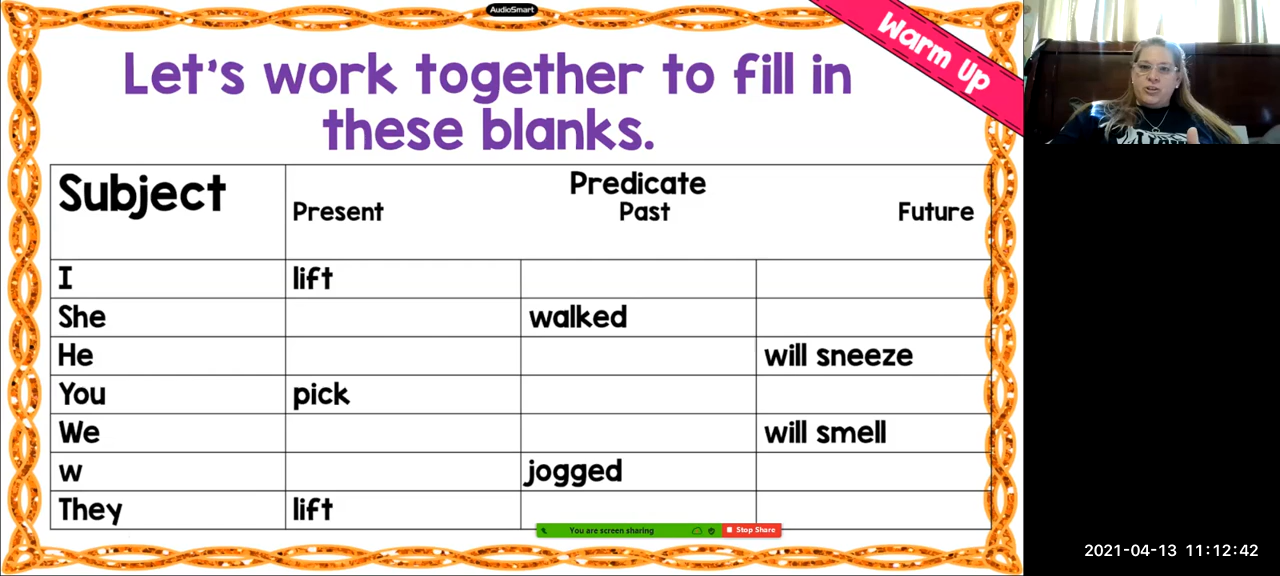 AudioSmart
Warm Up
Let's work together to fill in
these blanks.
Subject
Predicate
Present Past Future
I lift
She walked
He will sneeze
You pick
We will smell
w jogged
They lift
You are screen sharing Stop Share
2021-04-13 11:12:42